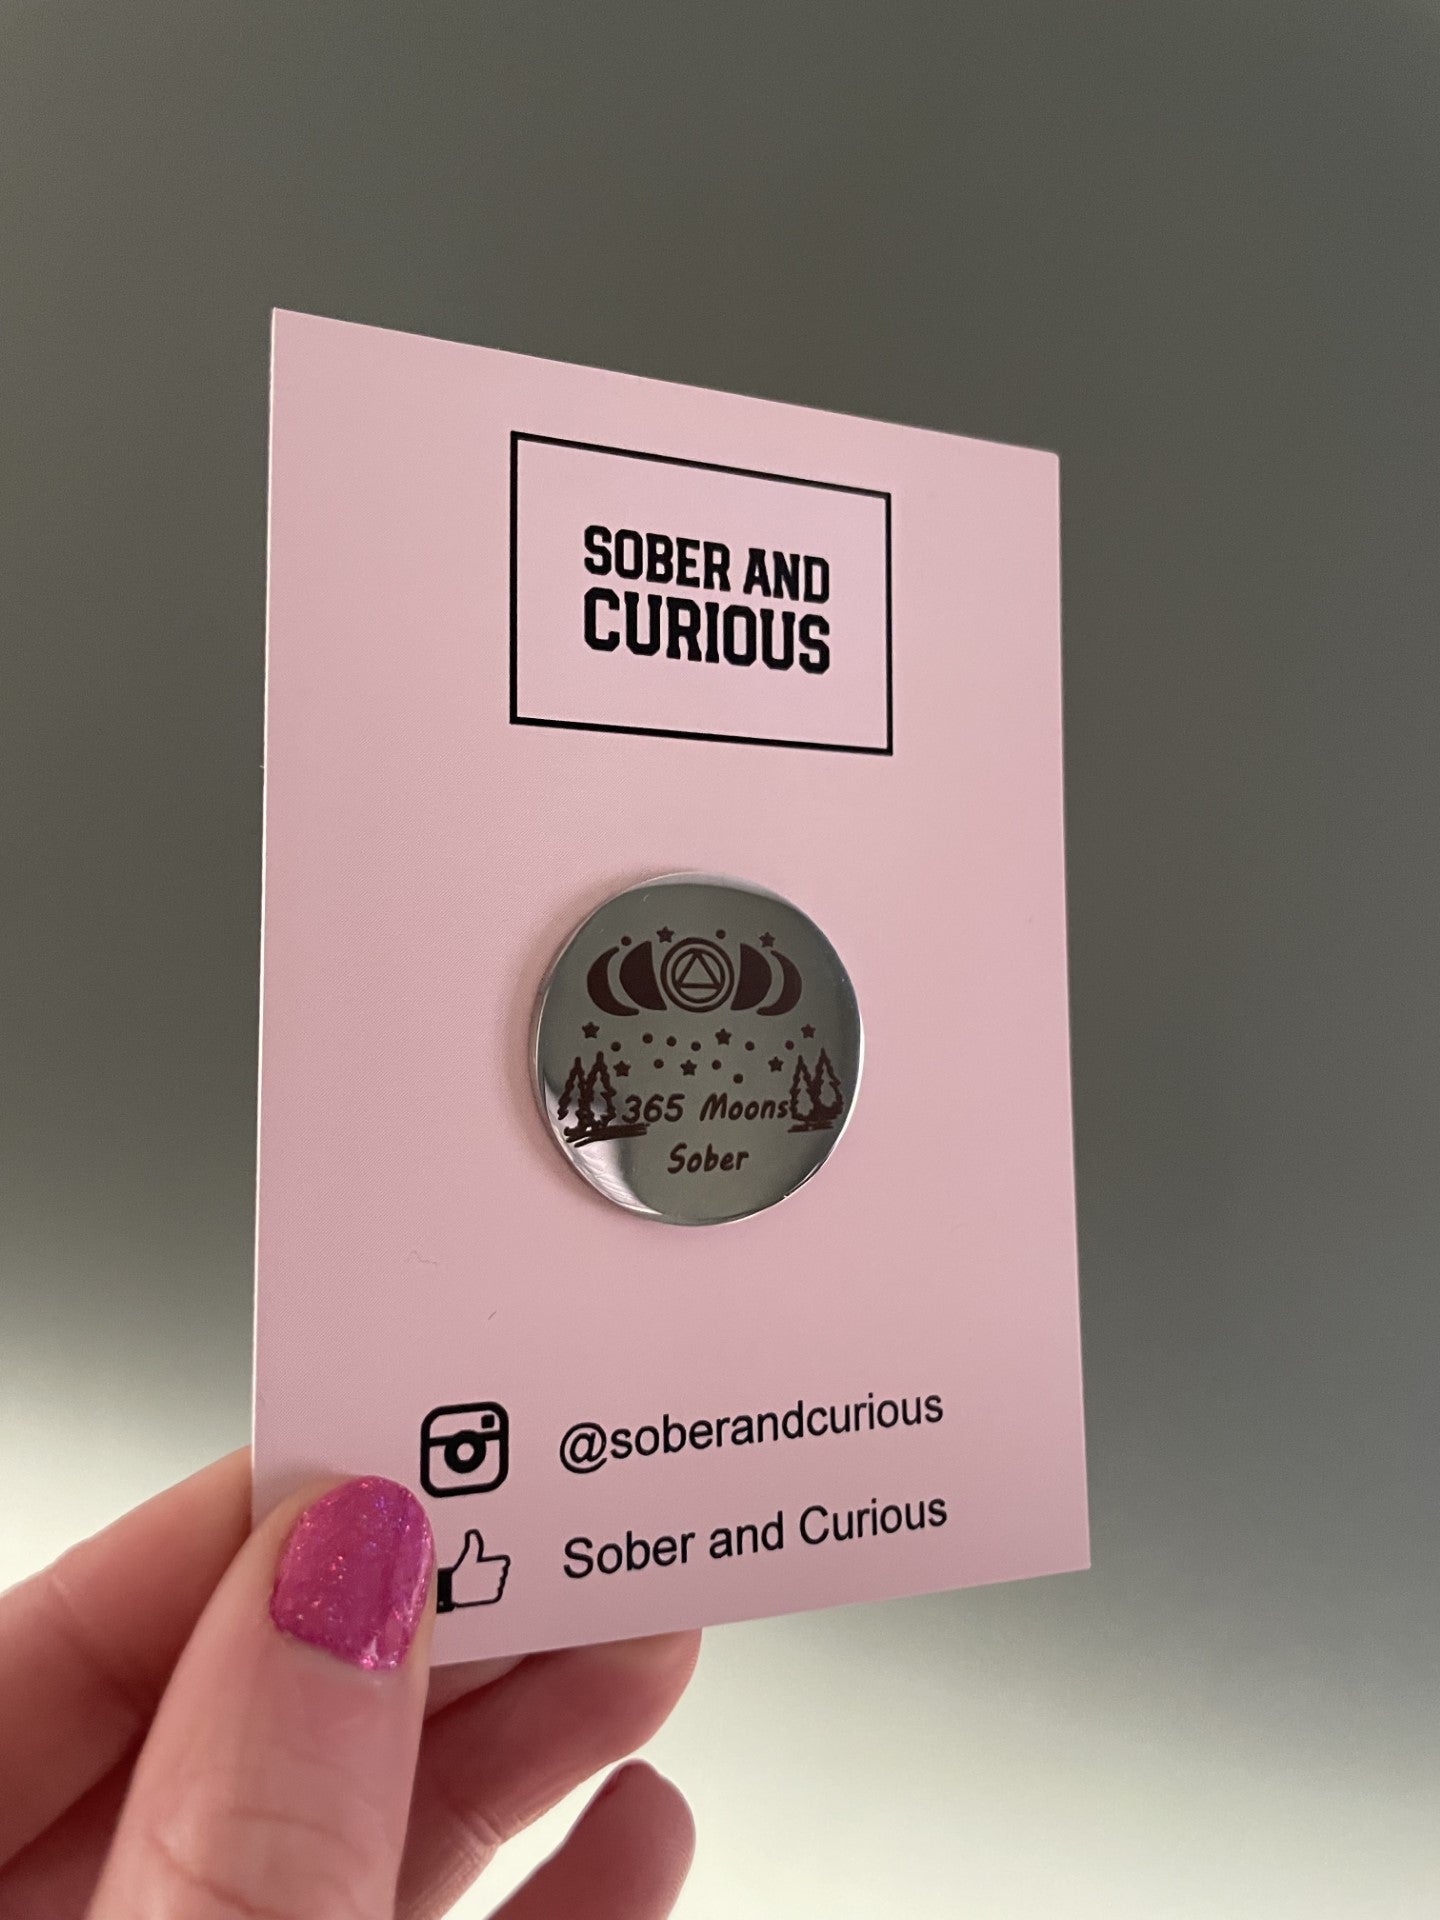 SOBER AND
CURIOUS
365 Moons
Sober
@soberandcurious
Sober and Curious